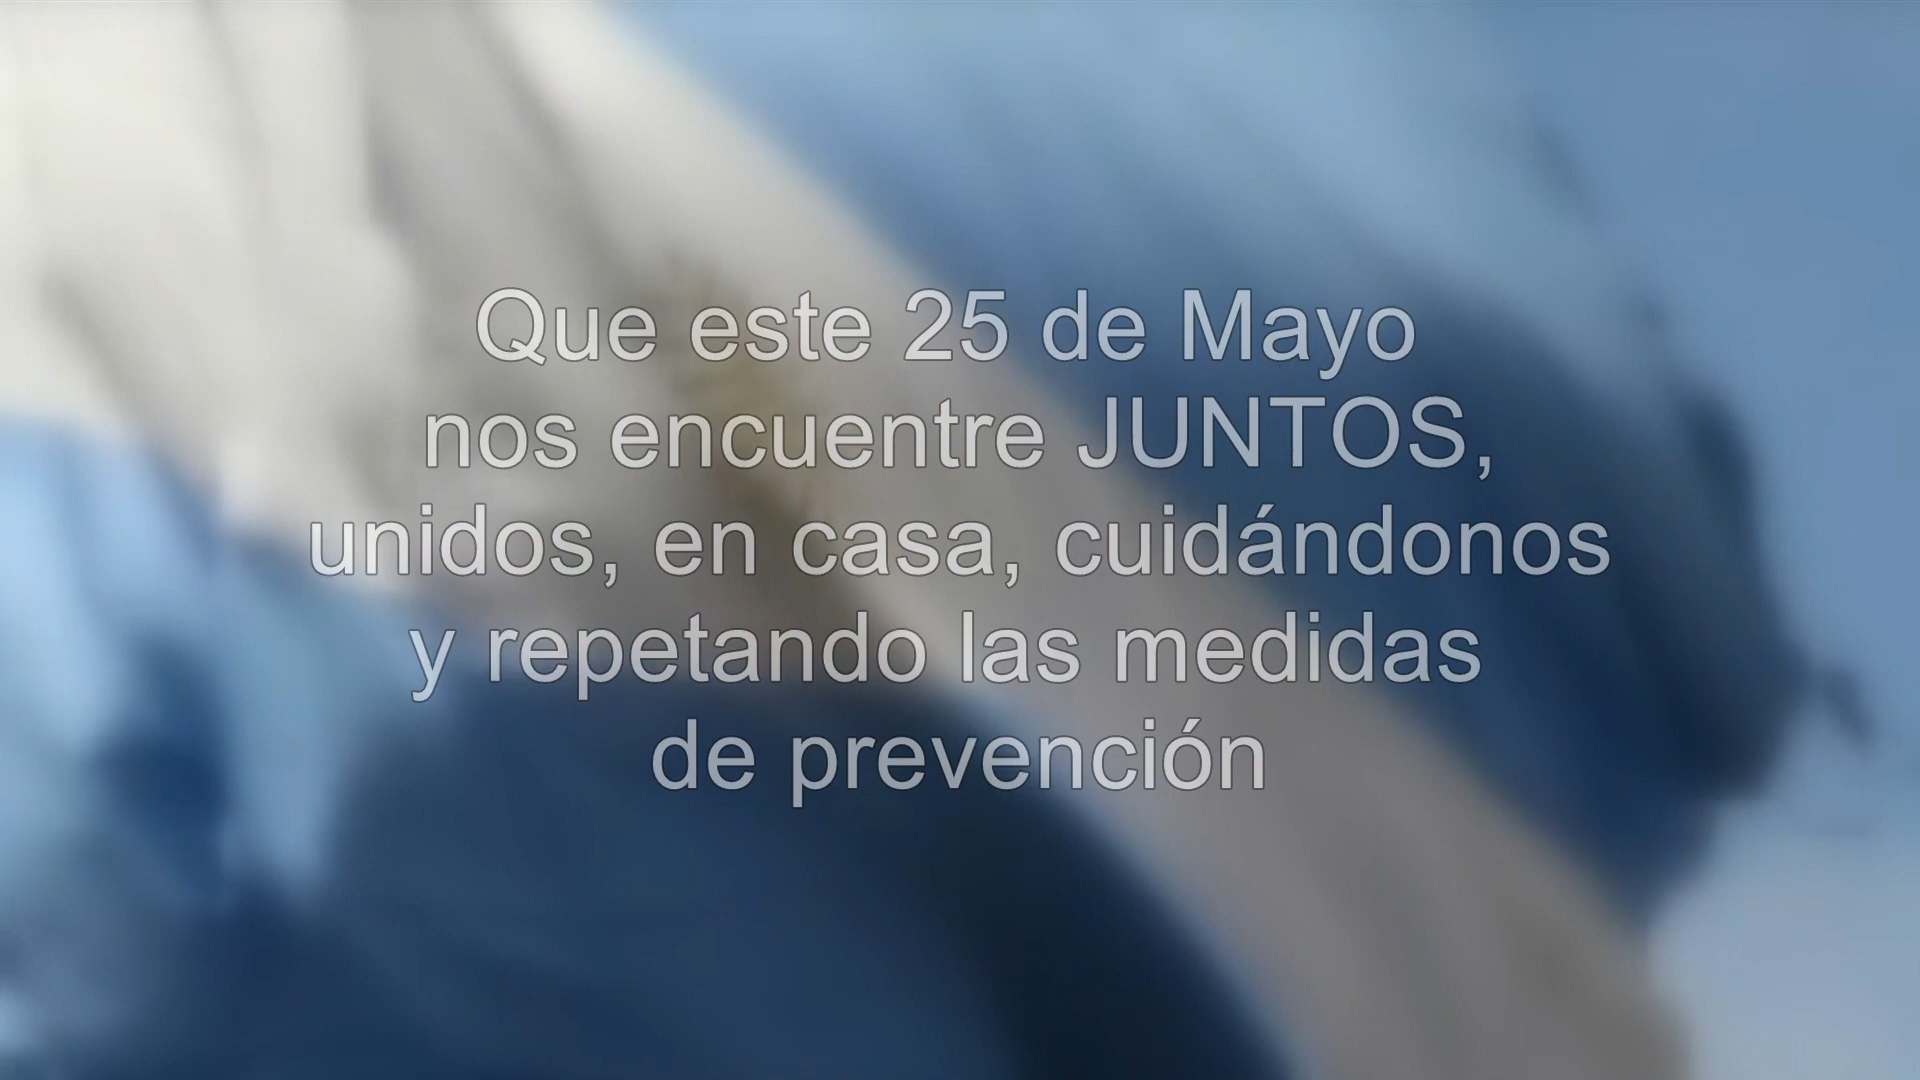 Que este 25 de Mayo
nos encuentre JUNTOS,
unidos, en casa, cuidándonos
y repetando las medidas
de prevención